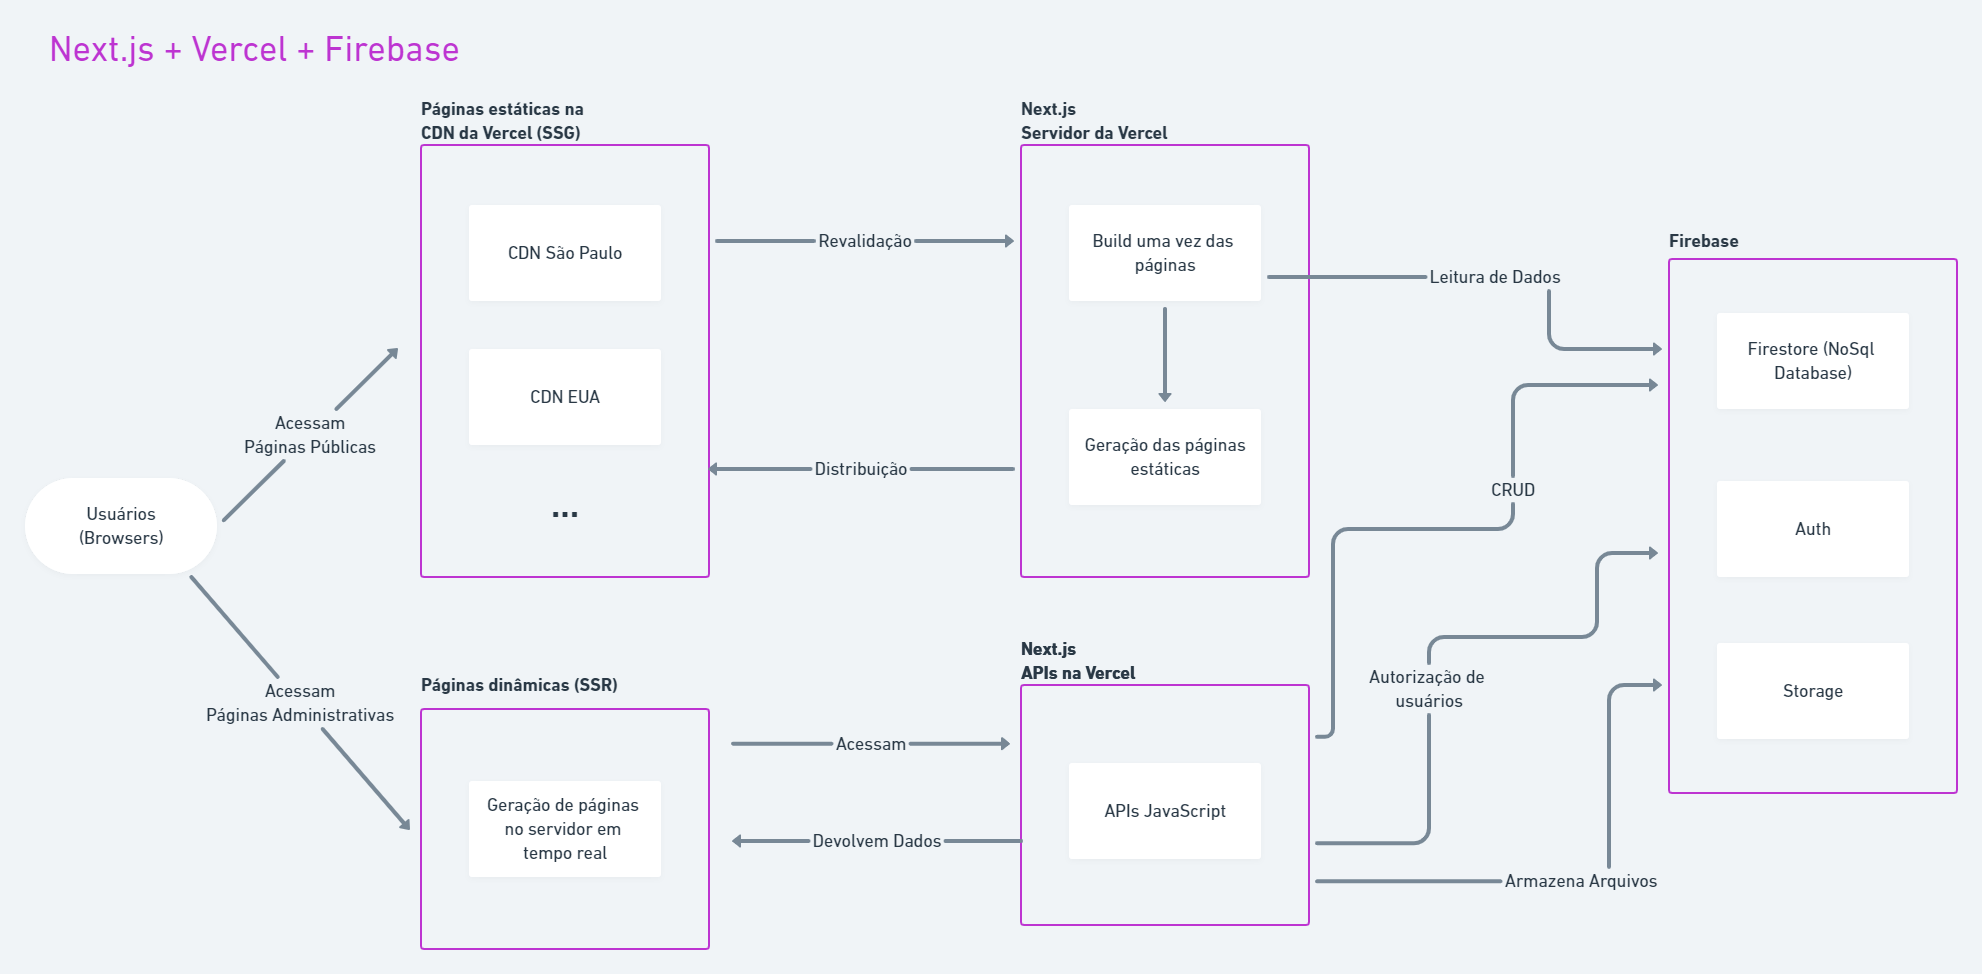 Next.js + Vercel + Firebase
Páginas estáticas na
CDN da Vercel (SSG)
CDN São Paulo
CDN EUA
...
Revalidação
Distribuição
Next.js
Servidor da Vercel
Build uma vez das
páginas
Geração das páginas
estáticas
Leitura de Dados
Firebase
Firestore (NoSql
Database)
Auth
Storage
Acessam
Páginas Públicas
Usuários
(Browsers)
Acessam
Páginas Administrativas
Páginas dinâmicas (SSR)
Geração de páginas
no servidor em
tempo real
Acessam
Devolvem Dados
Next.js
APIs na Vercel
APIs JavaScript
CRUD
Autorização de
usuários
Armazena Arquivos